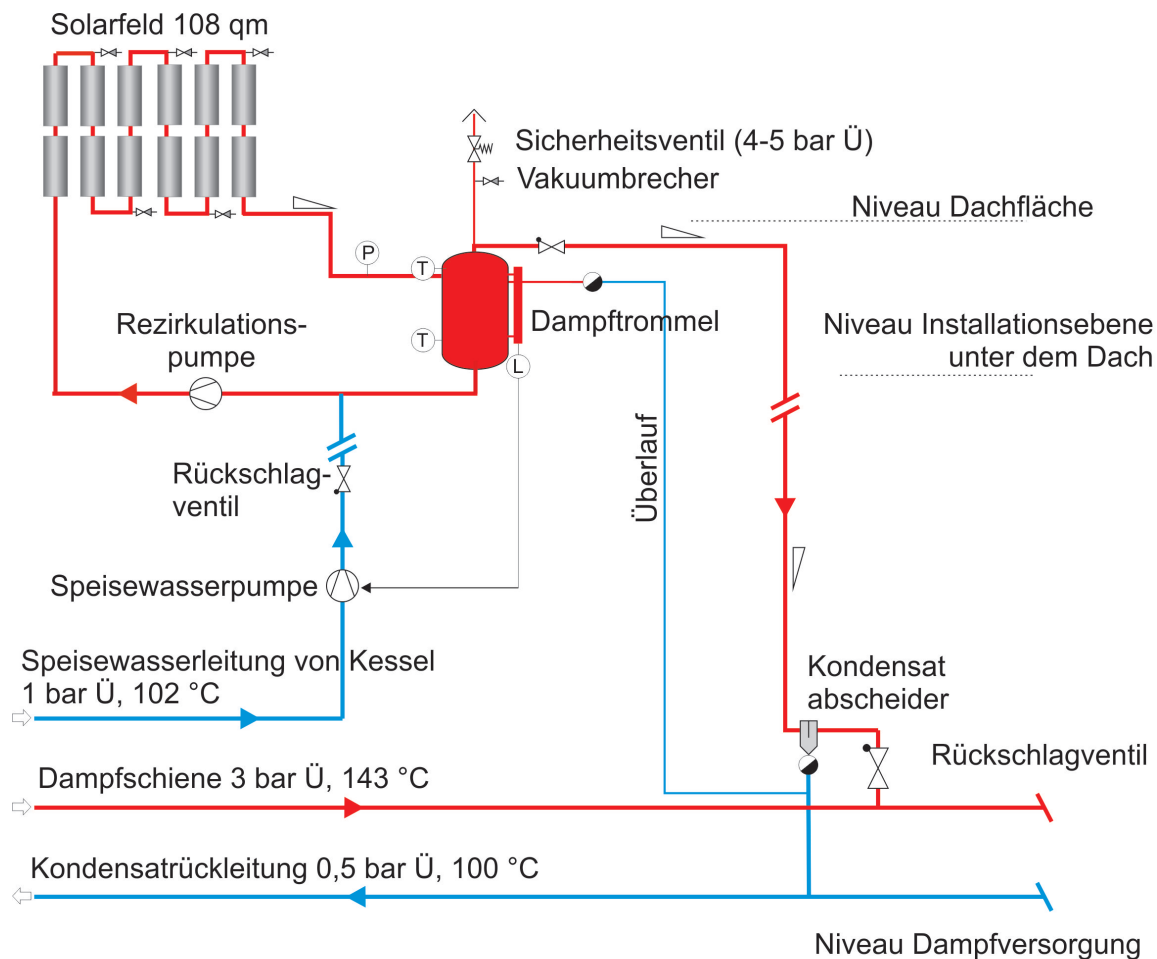 Solarfeld 108 qm
Sicherheitsventil (4-5 bar Ü)
Vakuumbrecher
Niveau Dachfläche
P
T
T
L
Dampftrommel
Rezirkulations-
pumpe
Niveau Installationsebene
unter dem Dach
Rückschlag-
ventil
Überlauf
Speisewasserpumpe
Speisewasserleitung von Kessel
1 bar Ü, 102 °C
Kondensat
abscheider
Rückschlagventil
Dampfschiene 3 bar Ü, 143 °C
Kondensatrückleitung 0,5 bar Ü, 100 °C
Niveau Dampfversorgung